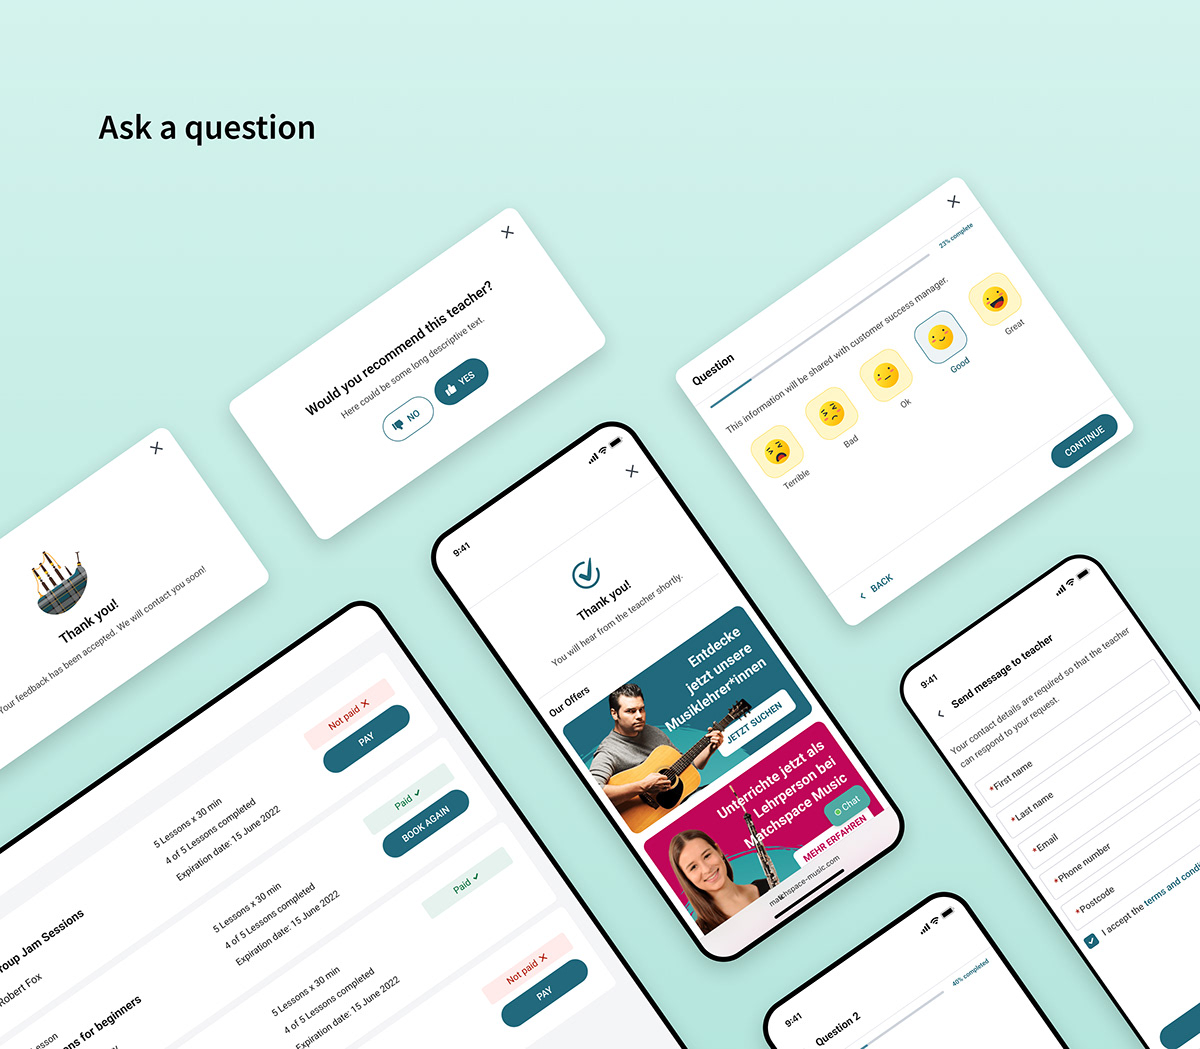 Ask a question
Would you recommend this teacher?
Here could be some long descriptive text.
NO
YES
23% complete
Question
This information will be shared with customer success manager.
Terrible
Bad
Ok
Good
Great
CONTINUE
BACK
Thank you!
Your feedback has been accepted. We will contact you soon!
9:41
Thank you!
You will hear from the teacher shortly.
Our Offers
Entdecke
jetzt unsere
Musiklehrer*innen
JETZT SUCHEN
Unterrichte jetzt als
Lehrperson bei
Matchspace Music
Chat
MEHR ERFAHREN
matchspace-music.com
Not paid
PAY
5 Lessons x 30 min
4 of 5 Lessons completed
Expiration date: 15 June 2022
Paid
BOOK AGAIN
roup Jam Sessions
Robert Fox
5 Lessons x 30 min
4 of 5 Lessons completed
Expiration date: 15 June 2022
Paid
Lesson
ns for beginners
5 Lessons x 30 min
4 of 5 Lessons completed
Expiration date: 15 June 2022
Not paid
PAY
9:41
Send message to teacher
Your contact details are required so that the teacher
can respond to your request.
*First name
*Last name
*Email
*Phone number
*Postcode
I accept the terms and condi
9:41
40% completed
Question 2